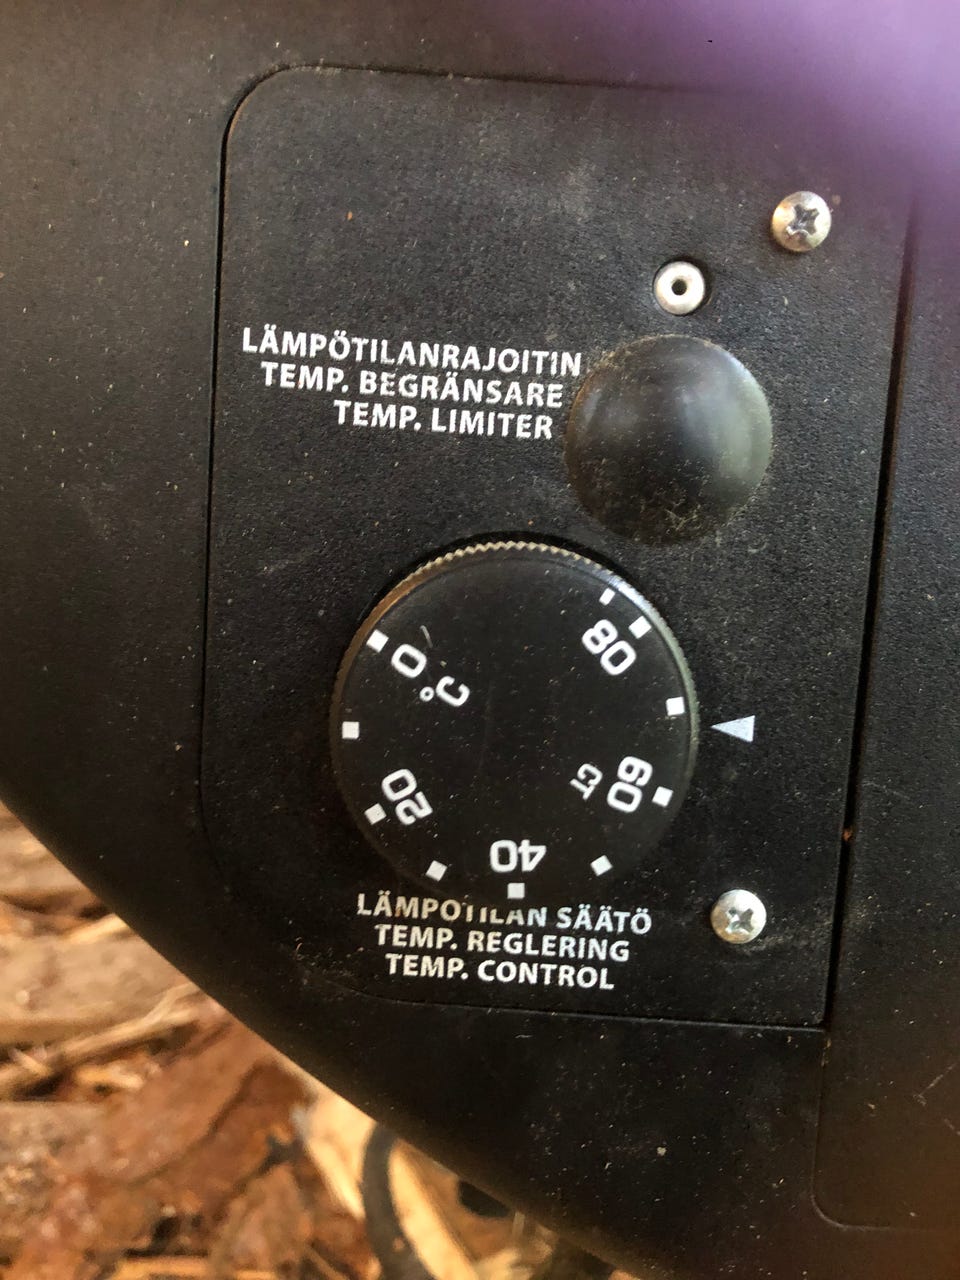 LÄMPÖTILANRAJOITIN
TEMP. BEGRÄNSARE
TEMP. LIMITER
0
°C
20
40
60
CT
80
LÄMPÖTILAN SÄÄTÖ
TEMP. REGLERING
TEMP. CONTROL